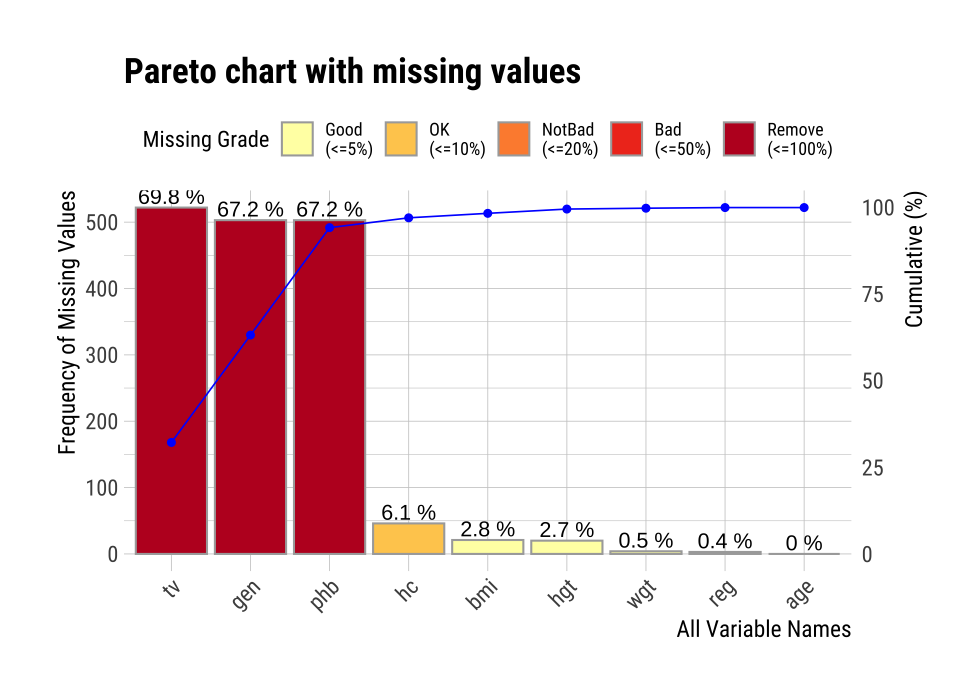 Pareto chart with missing values
Missing Grade
Good
(<=5%)
OK
(<=10%)
NotBad
(<=20%)
Bad
(<=50%)
Remove
(<=100%)
Frequency of Missing Values
500
400
300
200
100
0
69.8 %
67.2 %
67.2 %
6.1 %
2.8 %
2.7 %
0.5 %
0.4 %
0 %
100
75
50
25
0
Cumulative (%)
tv
gen
phb
hc
bmi
hgt
wgt
reg
age
All Variable Names